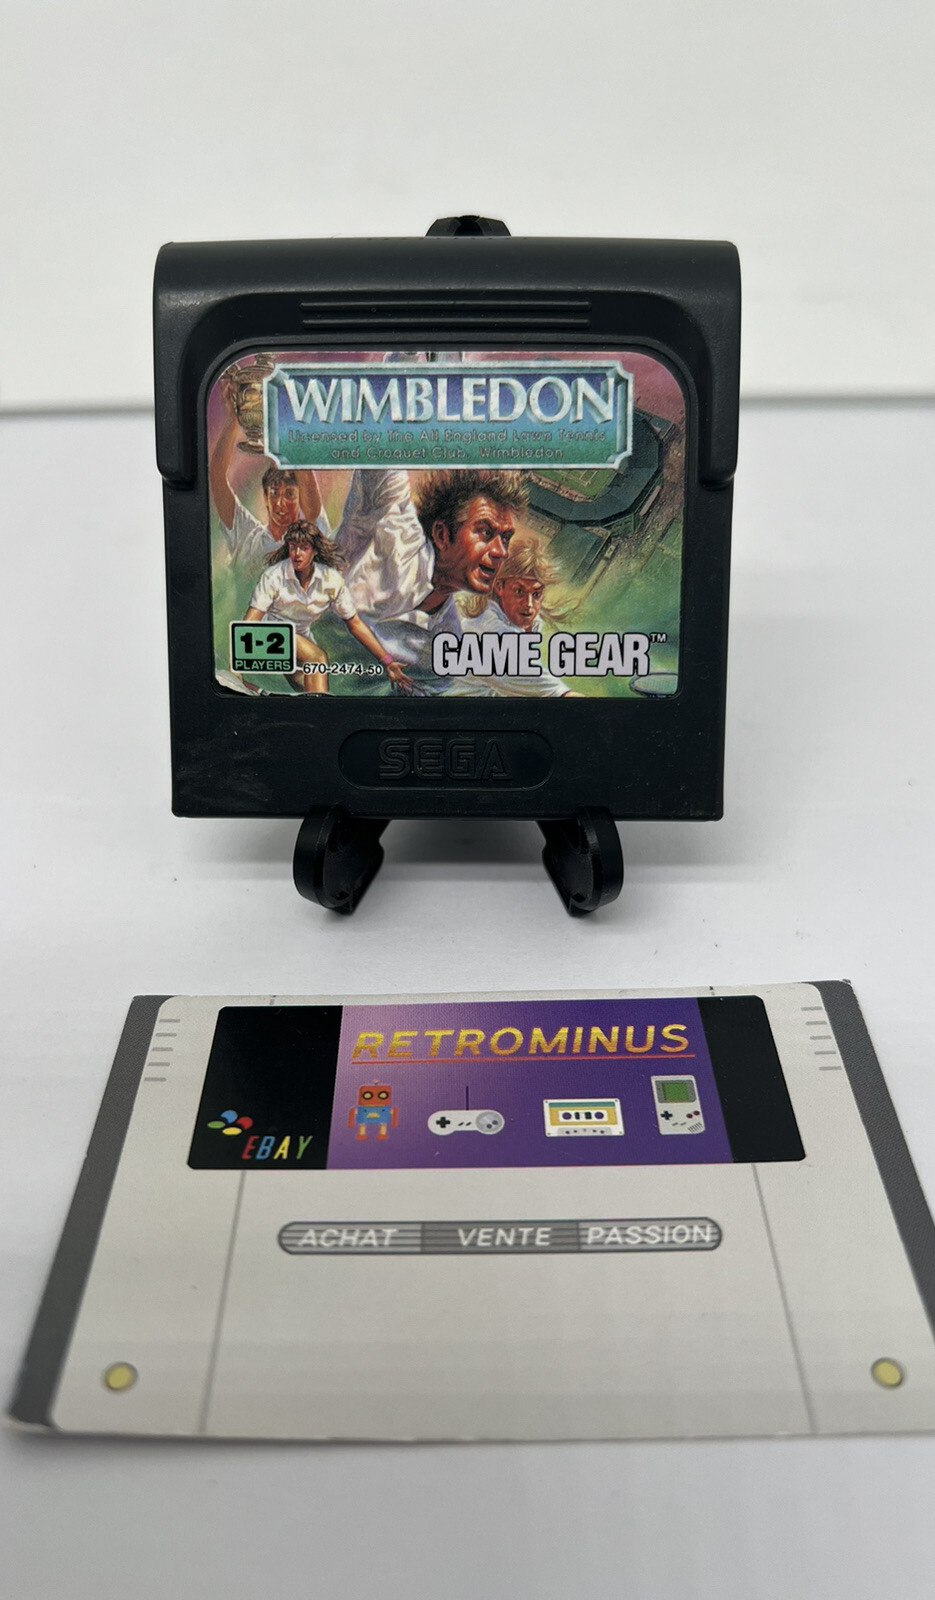 WIMBLEDON
Licensed by The All England Lawn Tennis
and Croquet Club, Wimbledon
1-2
PLAYERS
670-2474-50
GAME GEAR™
SEGA
RETROMINUS
EBAY
ACHAT VENTE PASSION